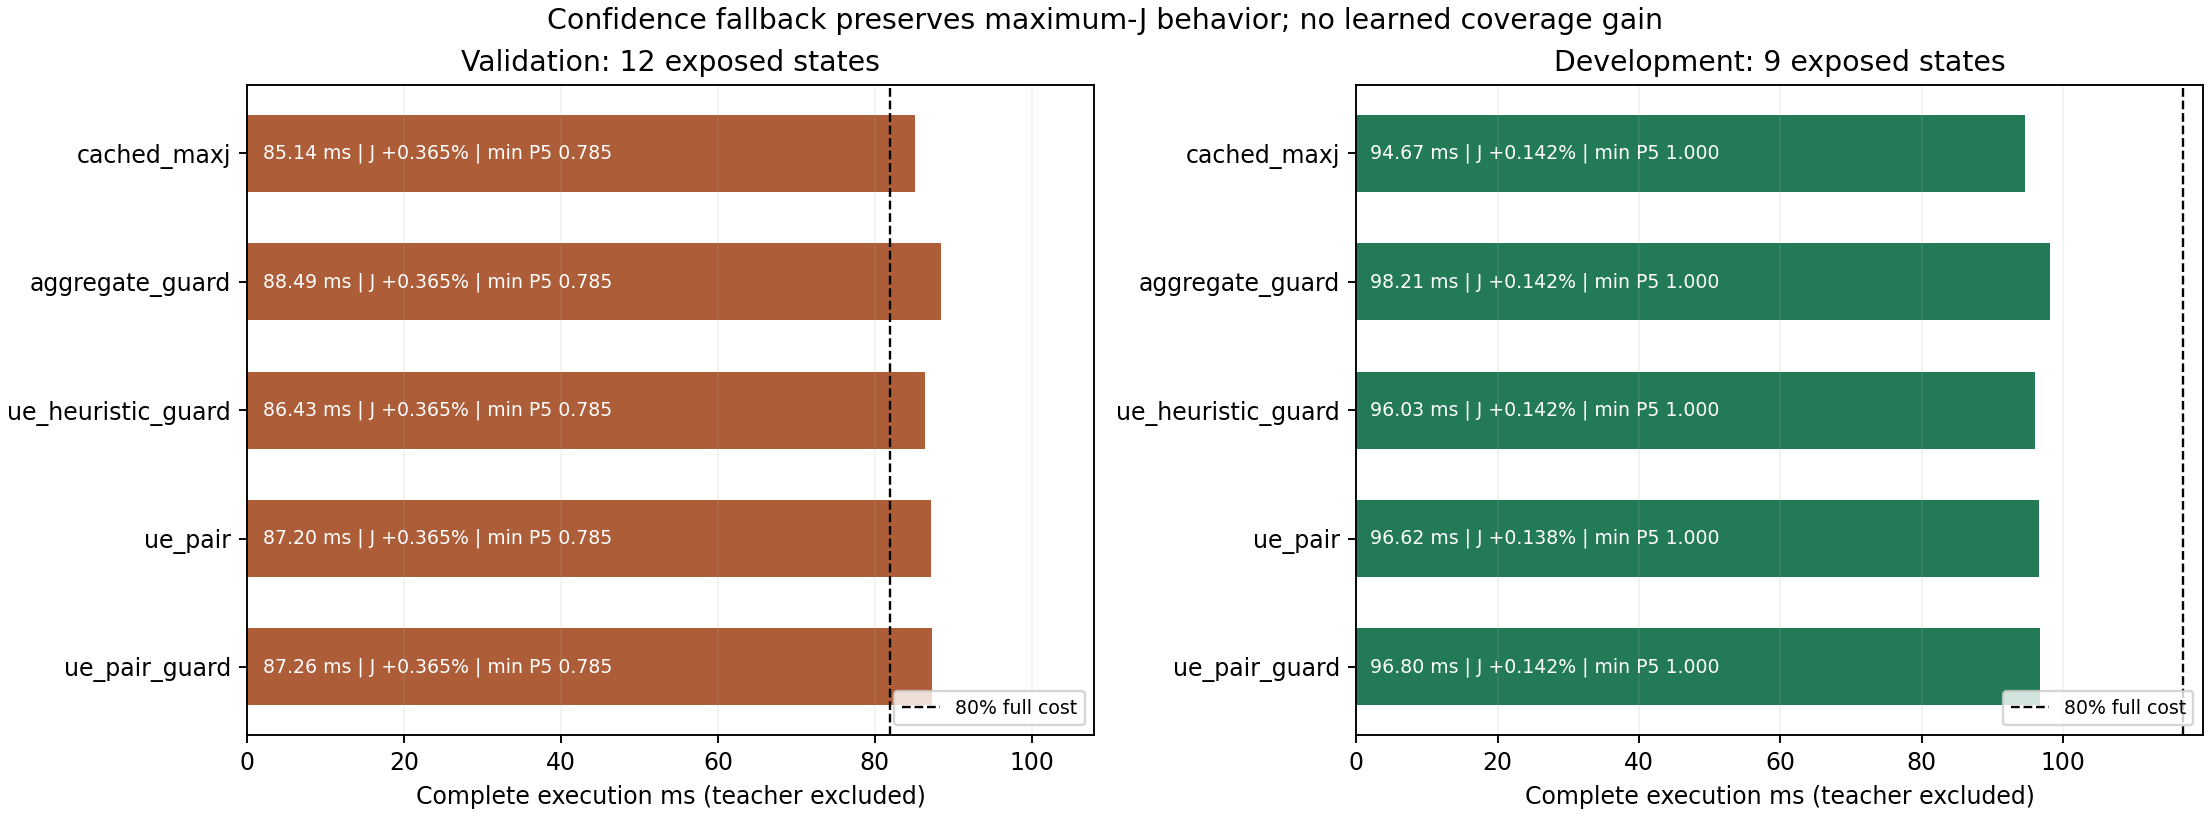 Confidence fallback preserves maximum-J behavior; no learned coverage gain
Validation: 12 exposed states
cached_maxj
85.14 ms | J +0.365% | min P5 0.785
aggregate_guard
88.49 ms | J +0.365% | min P5 0.785
ue_heuristic_guard
86.43 ms | J +0.365% | min P5 0.785
ue_pair
87.20 ms | J +0.365% | min P5 0.785
ue_pair_guard
87.26 ms | J +0.365% | min P5 0.785
80% full cost
0 20 40 60 80 100
Complete execution ms (teacher excluded)
Development: 9 exposed states
cached_maxj
94.67 ms | J +0.142% | min P5 1.000
aggregate_guard
98.21 ms | J +0.142% | min P5 1.000
ue_heuristic_guard
96.03 ms | J +0.142% | min P5 1.000
ue_pair
96.62 ms | J +0.138% | min P5 1.000
ue_pair_guard
96.80 ms | J +0.142% | min P5 1.000
80% full cost
0 20 40 60 80 100
Complete execution ms (teacher excluded)